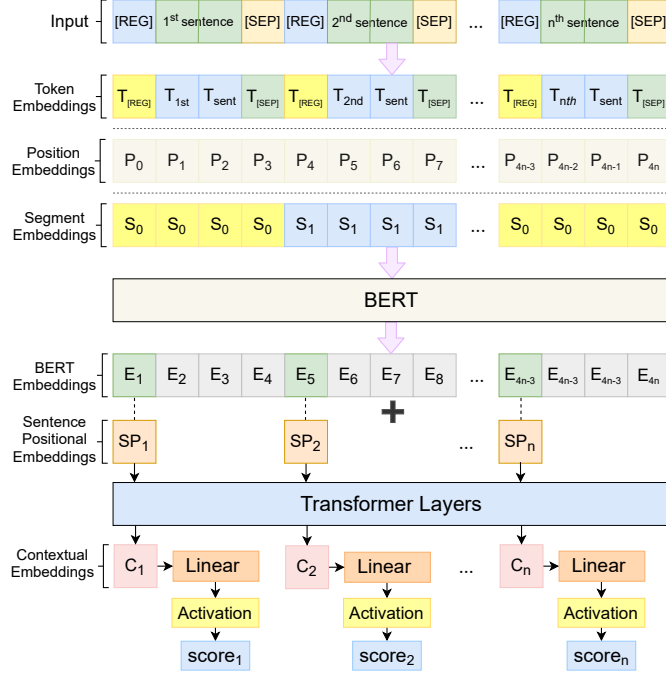 Input [REG] 1st sentence [SEP] [REG] 2nd sentence [SEP] ... [REG] nth sentence [SEP]
Token
Embeddings
T[REG] T1st Tsent T[SEP] T[REG] T2nd Tsent T[SEP] ... T[REG] Tnth Tsent T[SEP]
Position
Embeddings
P0 P1 P2 P3 P4 P5 P6 P7 ... P4n-3 P4n-2 P4n-1 P4n
Segment
Embeddings
S0 S0 S0 S0 S1 S1 S1 S1 ... S0 S0 S0 S0
BERT
BERT
Embeddings
E1 E2 E3 E4 E5 E6 E7 E8 ... E4n-3 E4n-3 E4n-3 E4n
Sentence
Positional
Embeddings
SP1 SP2 ... SPn
Transformer Layers
Contextual
Embeddings
C1 Linear C2 Linear ... Cn Linear
Activation Activation Activation
score1 score2 scoren